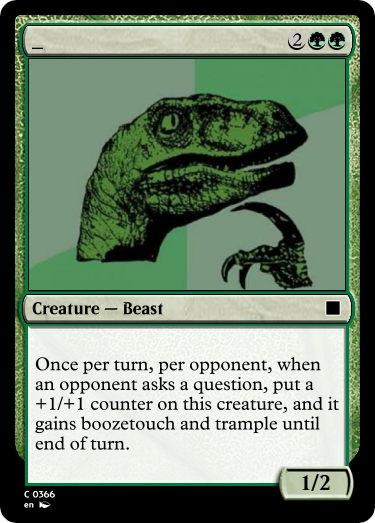 _ 2
Creature — Beast
Once per turn, per opponent, when
an opponent asks a question, put a
+1/+1 counter on this creature, and it
gains boozetouch and trample until
end of turn.
1/2
C 0366
en